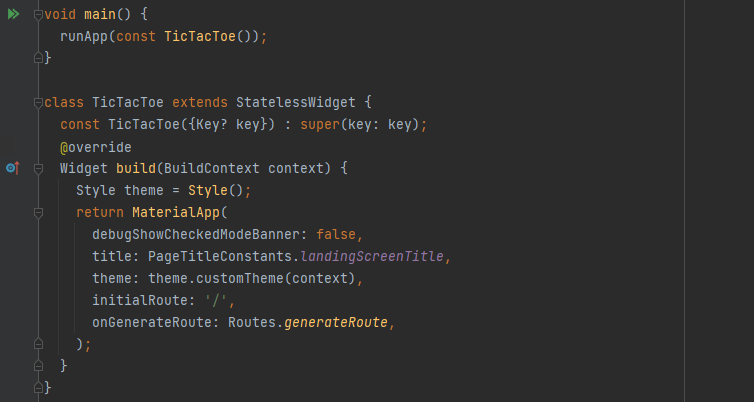 void main() {
  runApp(const TicTacToe());
}

class TicTacToe extends StatelessWidget {
  const TicTacToe({Key? key}) : super(key: key);
  @override
  Widget build(BuildContext context) {
    Style theme = Style();
    return MaterialApp(
      debugShowCheckedModeBanner: false,
      title: PageTitleConstants.landingScreenTitle,
      theme: theme.customTheme(context),
      initialRoute: '/',
      onGenerateRoute: Routes.generateRoute,
    );
  }
}